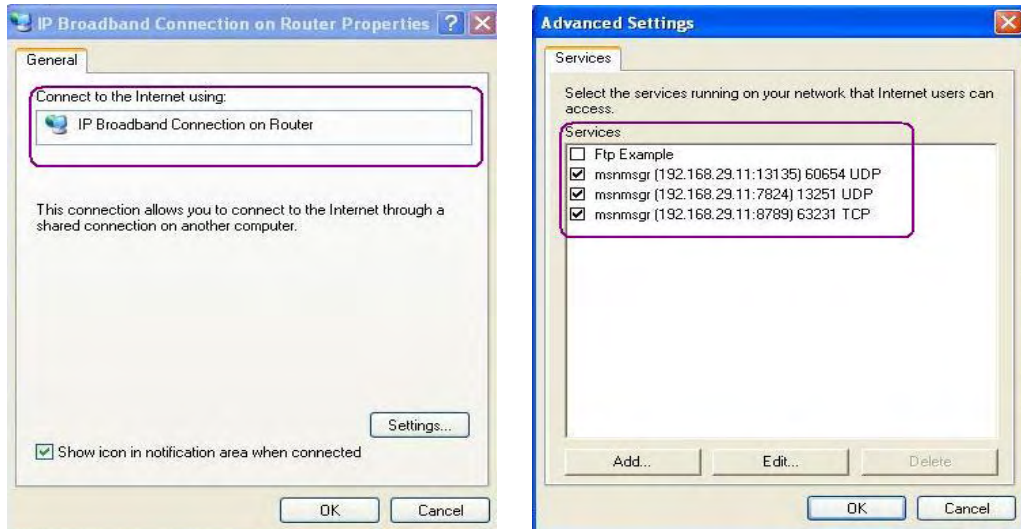 IP Broadband Connection on Router Properties
General
Connect to the Internet using:
IP Broadband Connection on Router
This connection allows you to connect to the Internet through a
shared connection on another computer.
Settings...
Show icon in notification area when connected
OK Cancel
Advanced Settings
Services
Select the services running on your network that Internet users can
access.
Services
Ftp Example
msnmsgr (192.168.29.11:13135) 60654 UDP
msnmsgr (192.168.29.11:7824) 13251 UDP
msnmsgr (192.168.29.11:8789) 63231 TCP
Add... Edit... Delete
OK Cancel